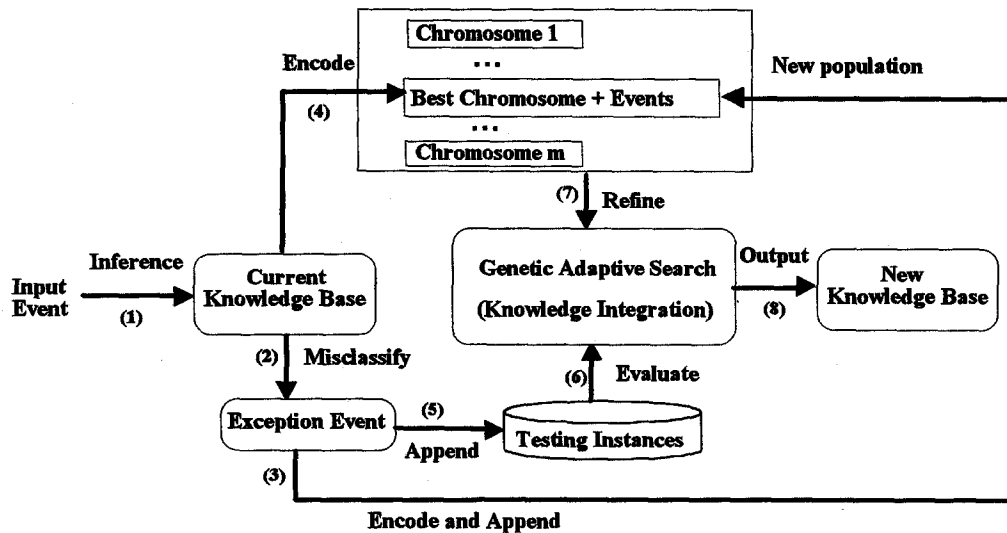 Chromosome 1
...
Encode
New population
(4)
Best Chromosome + Events
...
Chromosome m
(7)
Refine
Inference
Input
Event
(1)
Current
Knowledge Base
Genetic Adaptive Search
(Knowledge Integration)
Output
(8)
New
Knowledge Base
(2)
Misclassify
(6)
Evaluate
Exception Event
(5)
Append
Testing Instances
(3)
Encode and Append